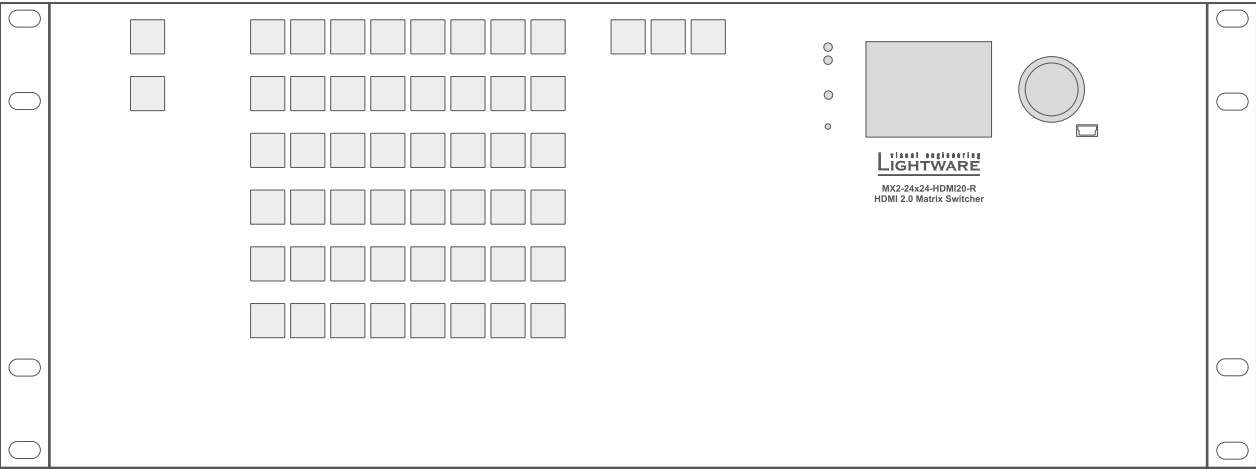 visual engineering
LIGHTWARE
MX2-24x24-HDMI20-R
HDMI 2.0 Matrix Switcher